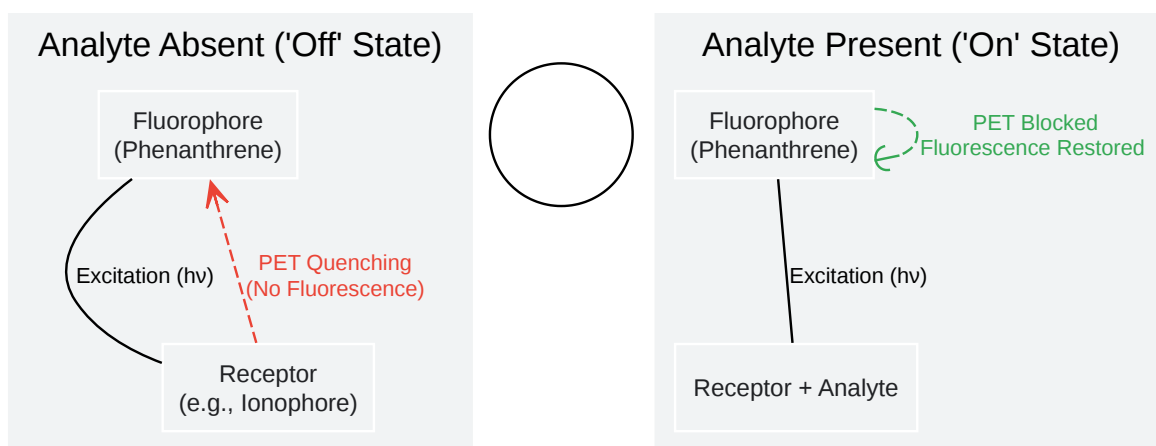 Analyte Absent ('Off' State)
Fluorophore
(Phenanthrene)
Excitation (hν)
PET Quenching
(No Fluorescence)
Receptor
(e.g., Ionophore)
Analyte Present ('On' State)
Fluorophore
(Phenanthrene)
PET Blocked
Fluorescence Restored
Excitation (hν)
Receptor + Analyte